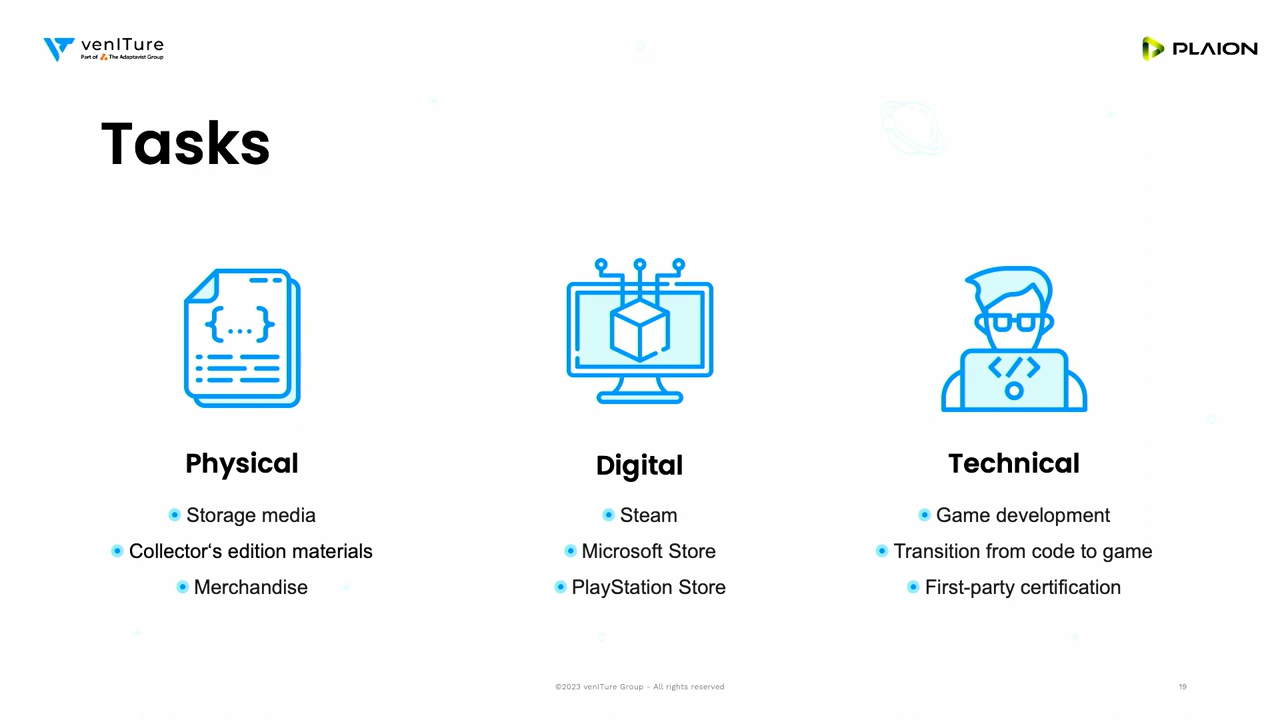 venITure
Part of The Adaptavist Group
PLAION
Tasks
{...}
</>
Physical
Storage media
Collector‘s edition materials
Merchandise
Digital
Steam
Microsoft Store
PlayStation Store
Technical
Game development
Transition from code to game
First-party certification
©2023 venITure Group - All rights reserved
19